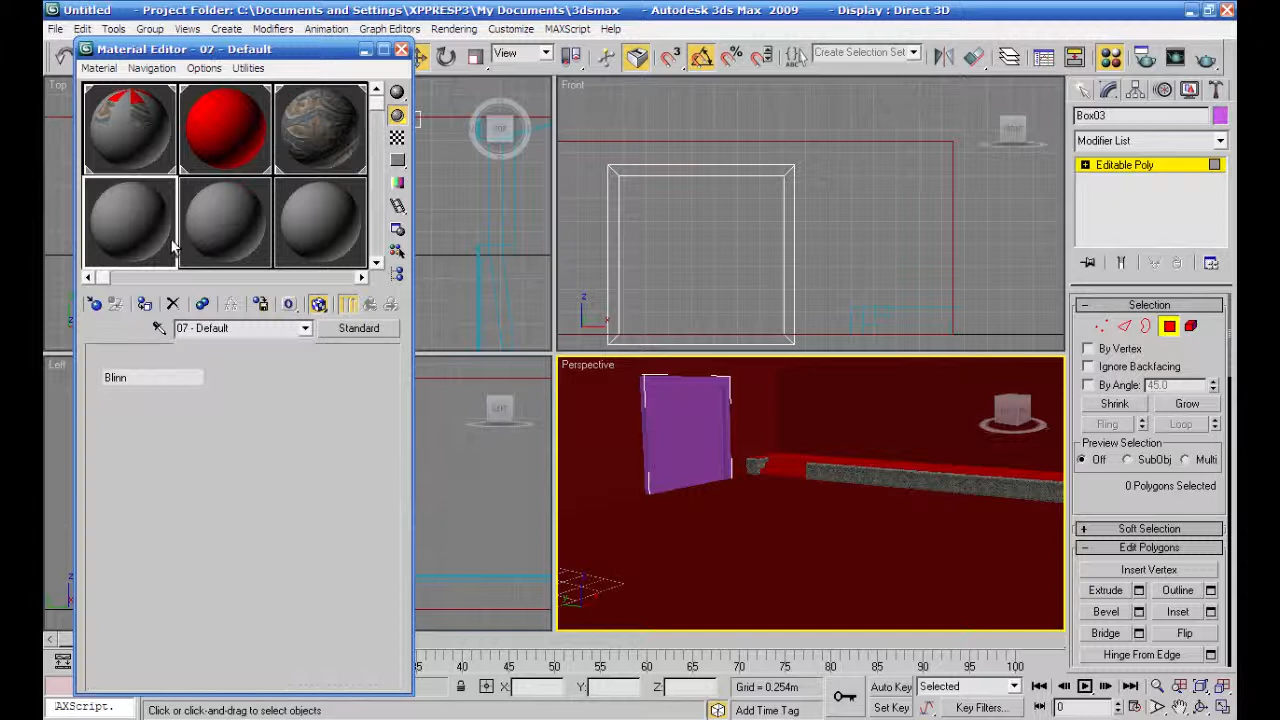 Untitled - Project Folder: C:\Documents and Settings\XPPRESP3\My Documents\3dsmax - Autodesk 3ds Max 2009 - Display : Direct 3D
File Edit Tools Group Views Create Modifiers Animation Graph Editors Rendering Customize MAXScript Help
Material Editor - 07 - Default
View
Create Selection Set
Material Navigation Options Utilities
Top
Front
Box03
Modifier List
Editable Poly
z
x
Selection
07 - Default
Standard
By Vertex
Ignore Backfacing
By Angle: 45.0
Shrink Grow
Ring Loop
Blinn
Left
Perspective
Preview Selection
Off SubObj Multi
0 Polygons Selected
Soft Selection
Edit Polygons
Insert Vertex
Extrude Outline
Bevel Inset
Bridge Flip
Hinge From Edge
35 40 45 50 55 60 65 70 75 80 85 90 95 100
X: Y: Z: Grid = 0.254m
Auto Key Selected
Set Key Key Filters...
0
AXScript.
Click or click-and-drag to select objects
Add Time Tag